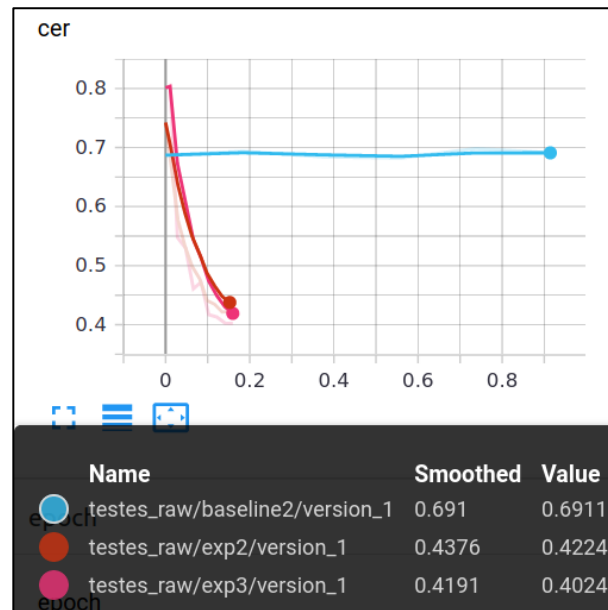 cer
0.8
0.7
0.6
0.5
0.4
0 0.2 0.4 0.6 0.8
Name Smoothed Value
testes_raw/baseline2/version_1 0.691 0.6911
epoch
testes_raw/exp2/version_1 0.4376 0.4224
testes_raw/exp3/version_1 0.4191 0.4024
epoch